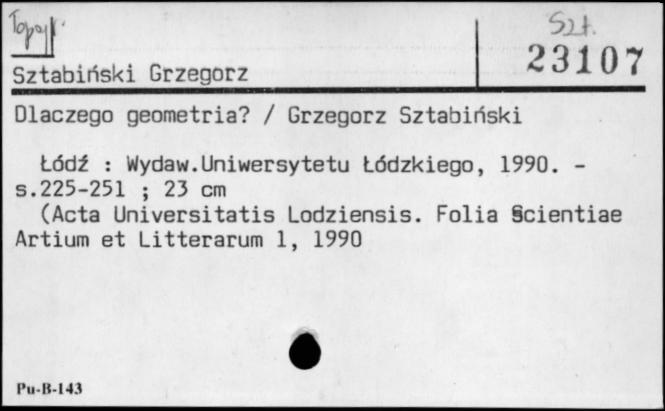 Szt.
23107
Sztabiński Grzegorz
Dlaczego geometria? / Grzegorz Sztabiński
Łódź : Wydaw.Uniwersytetu Łódzkiego, 1990. -
s.225-251 ; 23 cm
(Acta Universitatis Lodziensis. Folia Scientiae
Artium et Litterarum 1, 1990
Pu-B-143